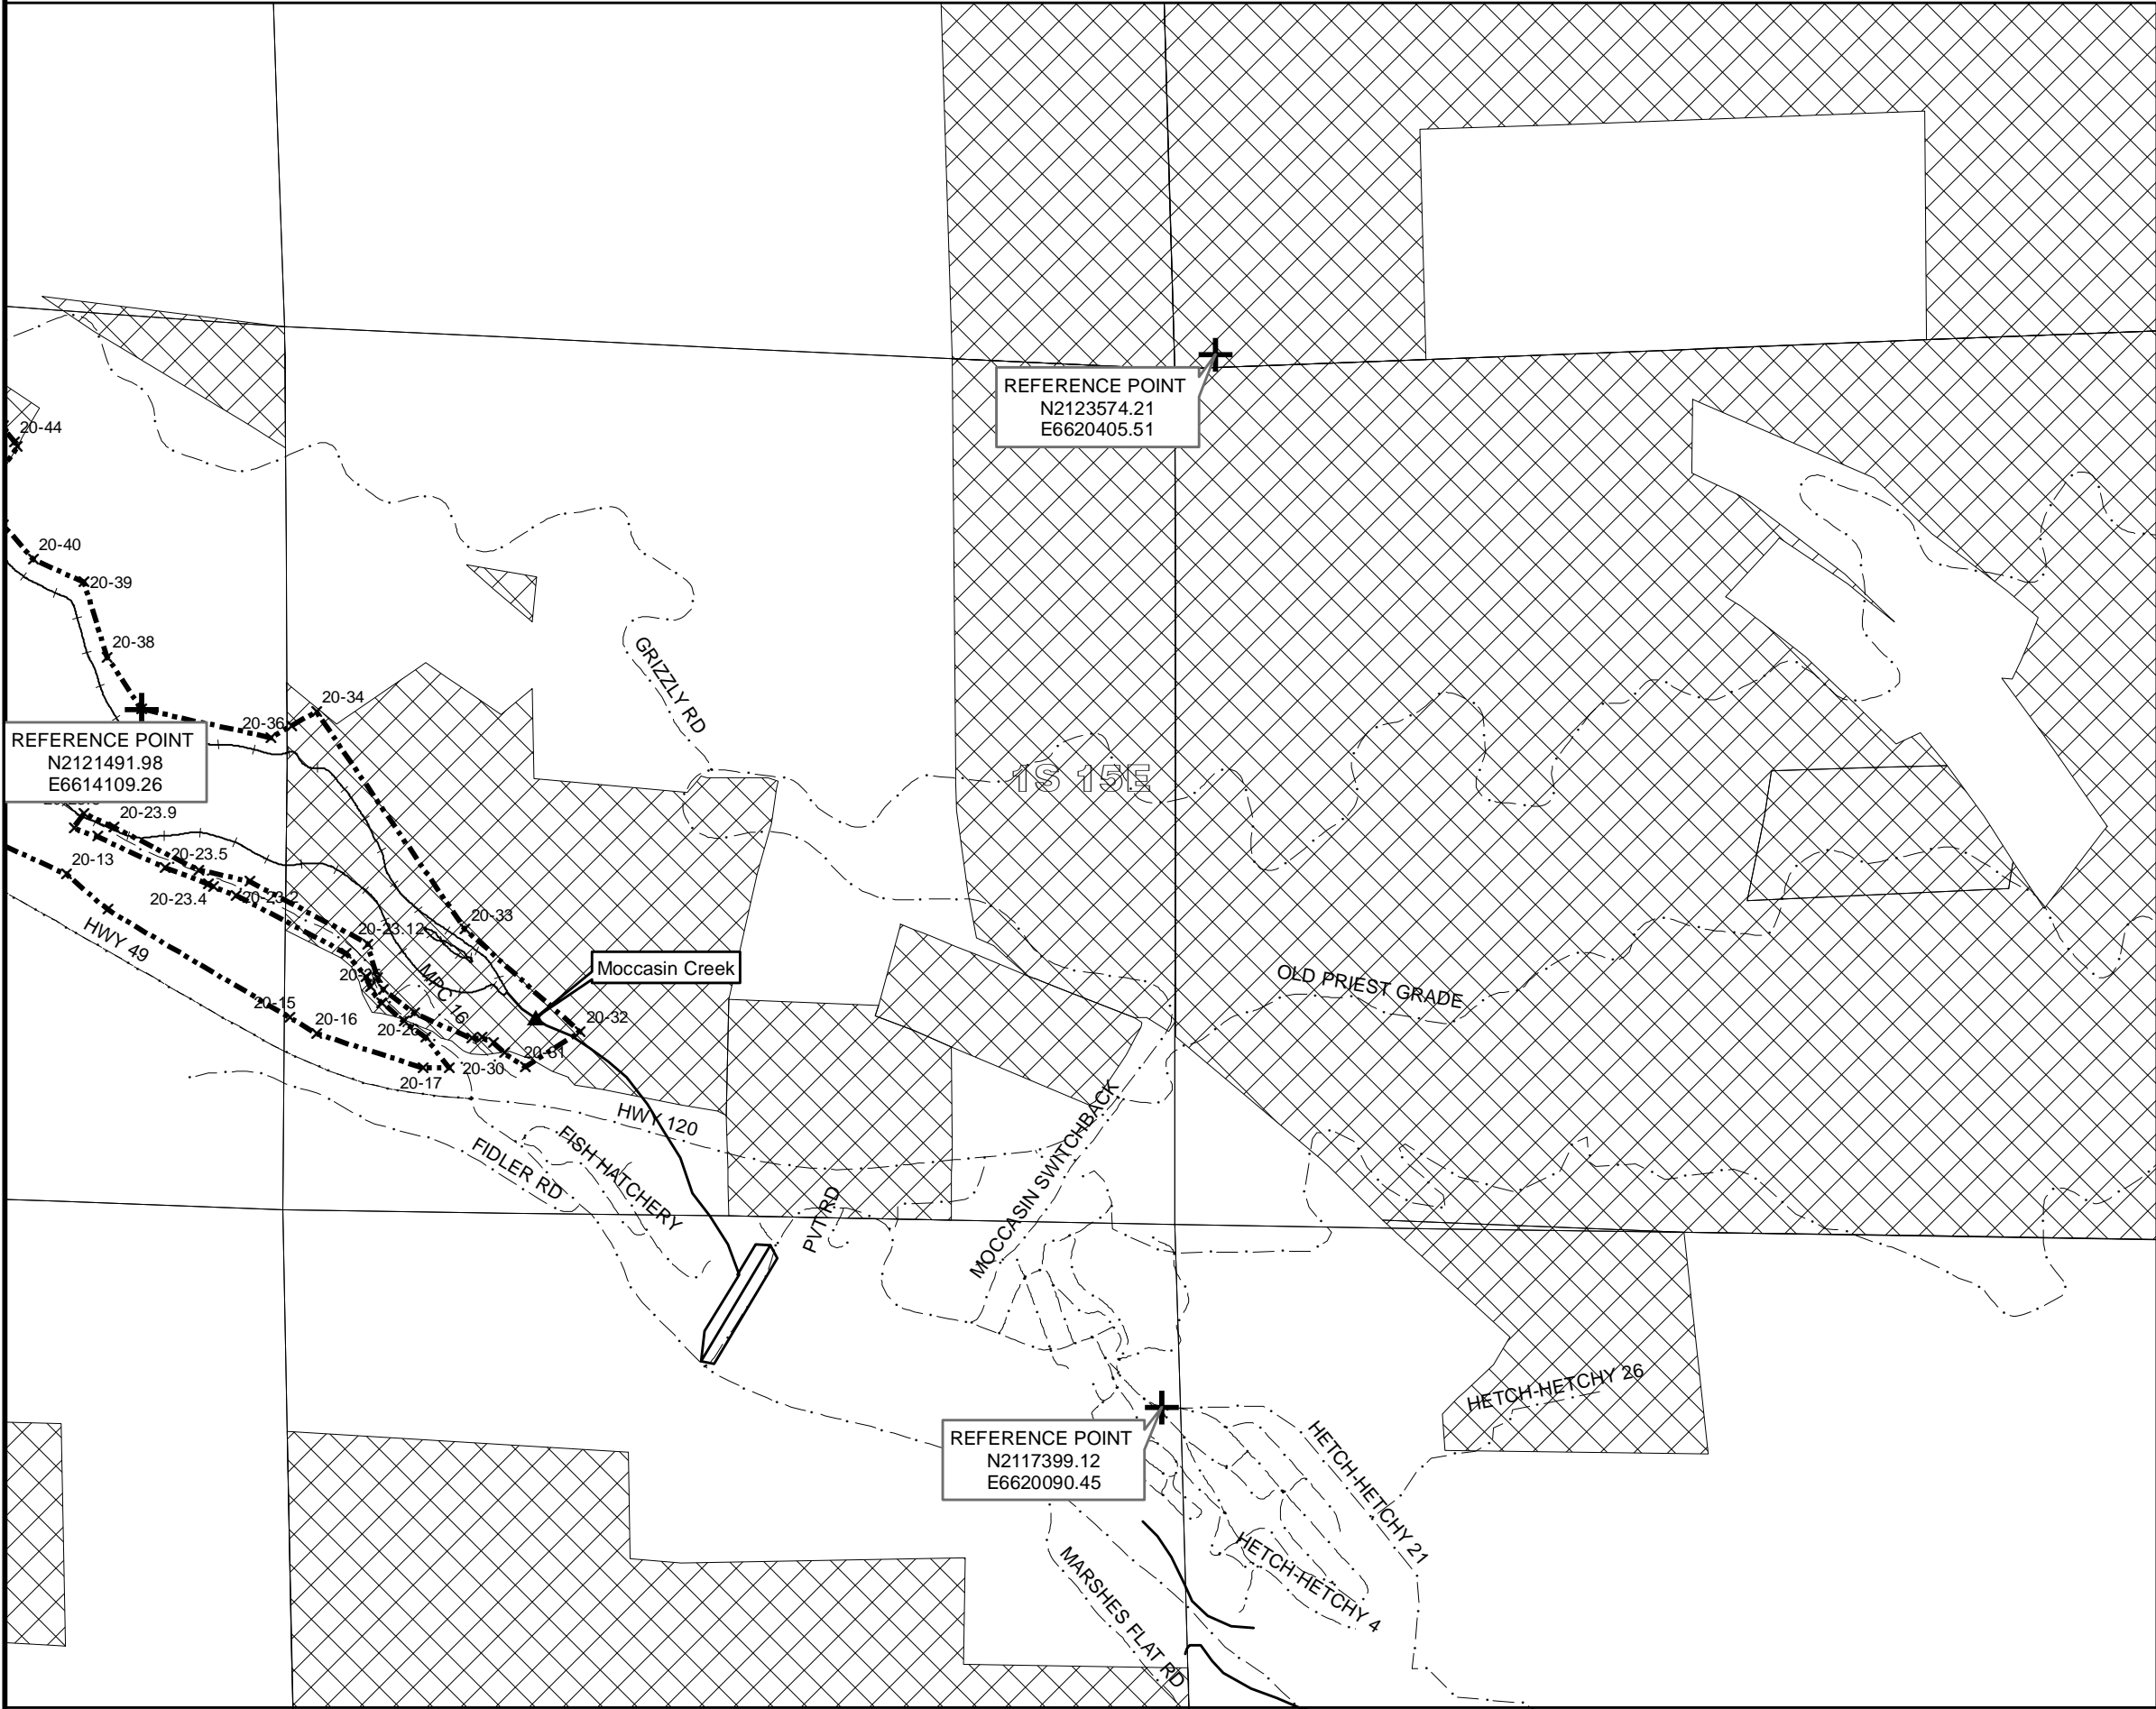 REFERENCE POINT
N2123574.21
E6620405.51
20-44
20-40
20-39
20-38
GRIZZLY RD
20-34
20-36
REFERENCE POINT
N2121491.98
E6614109.26
1S 15E
20-23.9
20-13
20-23.5
20-23.4
20-23.2
20-33
20-23.12
HWY 49
Moccasin Creek
MPC 16
OLD PRIEST GRADE
20-15
20-16
20-26
20-32
20-31
20-30
20-17
HWY 120
FISH HATCHERY
FIDLER RD
PVT RD
MOCCASIN SWITCHBACK
HETCH-HETCHY 26
REFERENCE POINT
N2117399.12
E6620090.45
HETCH-HETCHY 21
HETCH-HETCHY 4
MARSHES FLAT RD